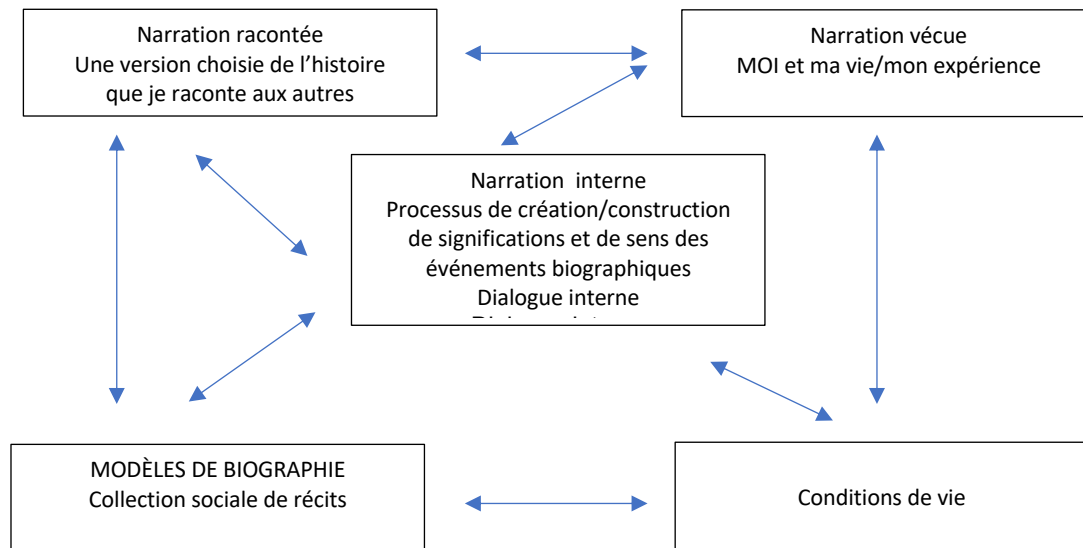 Narration racontée
Une version choisie de l’histoire
que je raconte aux autres
Narration vécue
MOI et ma vie/mon expérience
Narration  interne
Processus de création/construction
de significations et de sens des
événements biographiques
Dialogue interne
MODÈLES DE BIOGRAPHIE
Collection sociale de récits
Conditions de vie